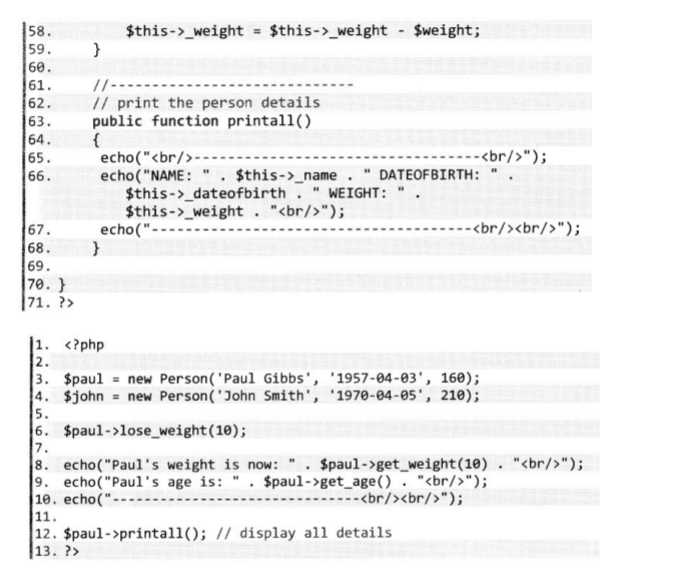 58. $this->_weight = $this->_weight - $weight;
59. }
60.
61. //------------------------------
62. // print the person details
63. public function printall()
64. {
65. echo("<br/>-----------------------------------<br/>");
66. echo("NAME: " . $this->_name . " DATEOFBIRTH: " .
$this->_dateofbirth . " WEIGHT: " .
$this->_weight . "<br/>");
67. echo("---------------------------------------<br/><br/>");
68. }
69.
70. }
71. ?>
1. <?php
2.
3. $paul = new Person('Paul Gibbs', '1957-04-03', 160);
4. $john = new Person('John Smith', '1970-04-05', 210);
5.
6. $paul->lose_weight(10);
7.
8. echo("Paul's weight is now: " . $paul->get_weight(10) . "<br/>");
9. echo("Paul's age is: " . $paul->get_age() . "<br/>");
10. echo("------------------------------<br/><br/>");
11.
12. $paul->printall(); // display all details
13. ?>